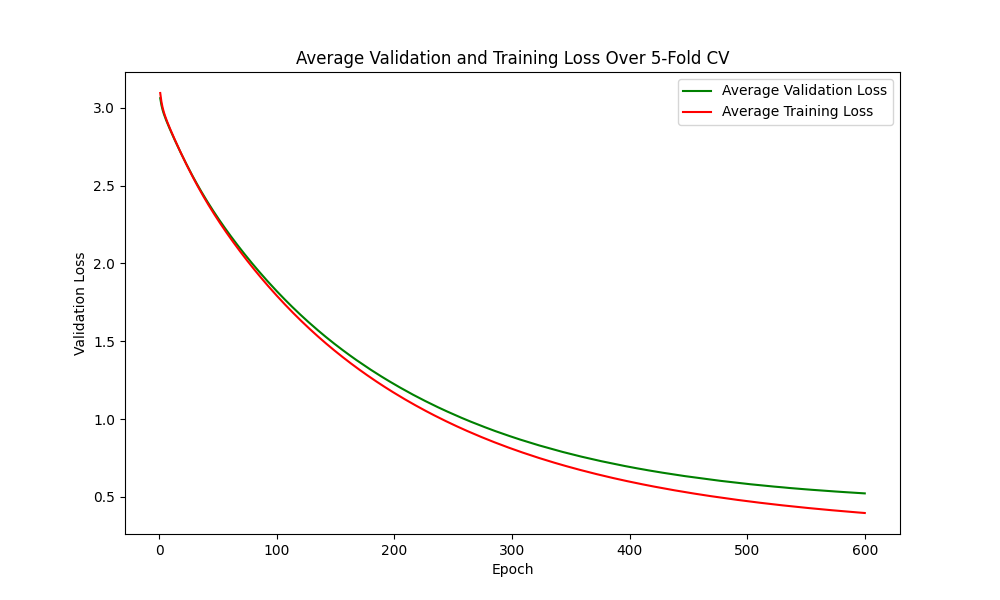 Average Validation and Training Loss Over 5-Fold CV
Average Validation Loss
Average Training Loss
Validation Loss
3.0
2.5
2.0
1.5
1.0
0.5
0 100 200 300 400 500 600
Epoch